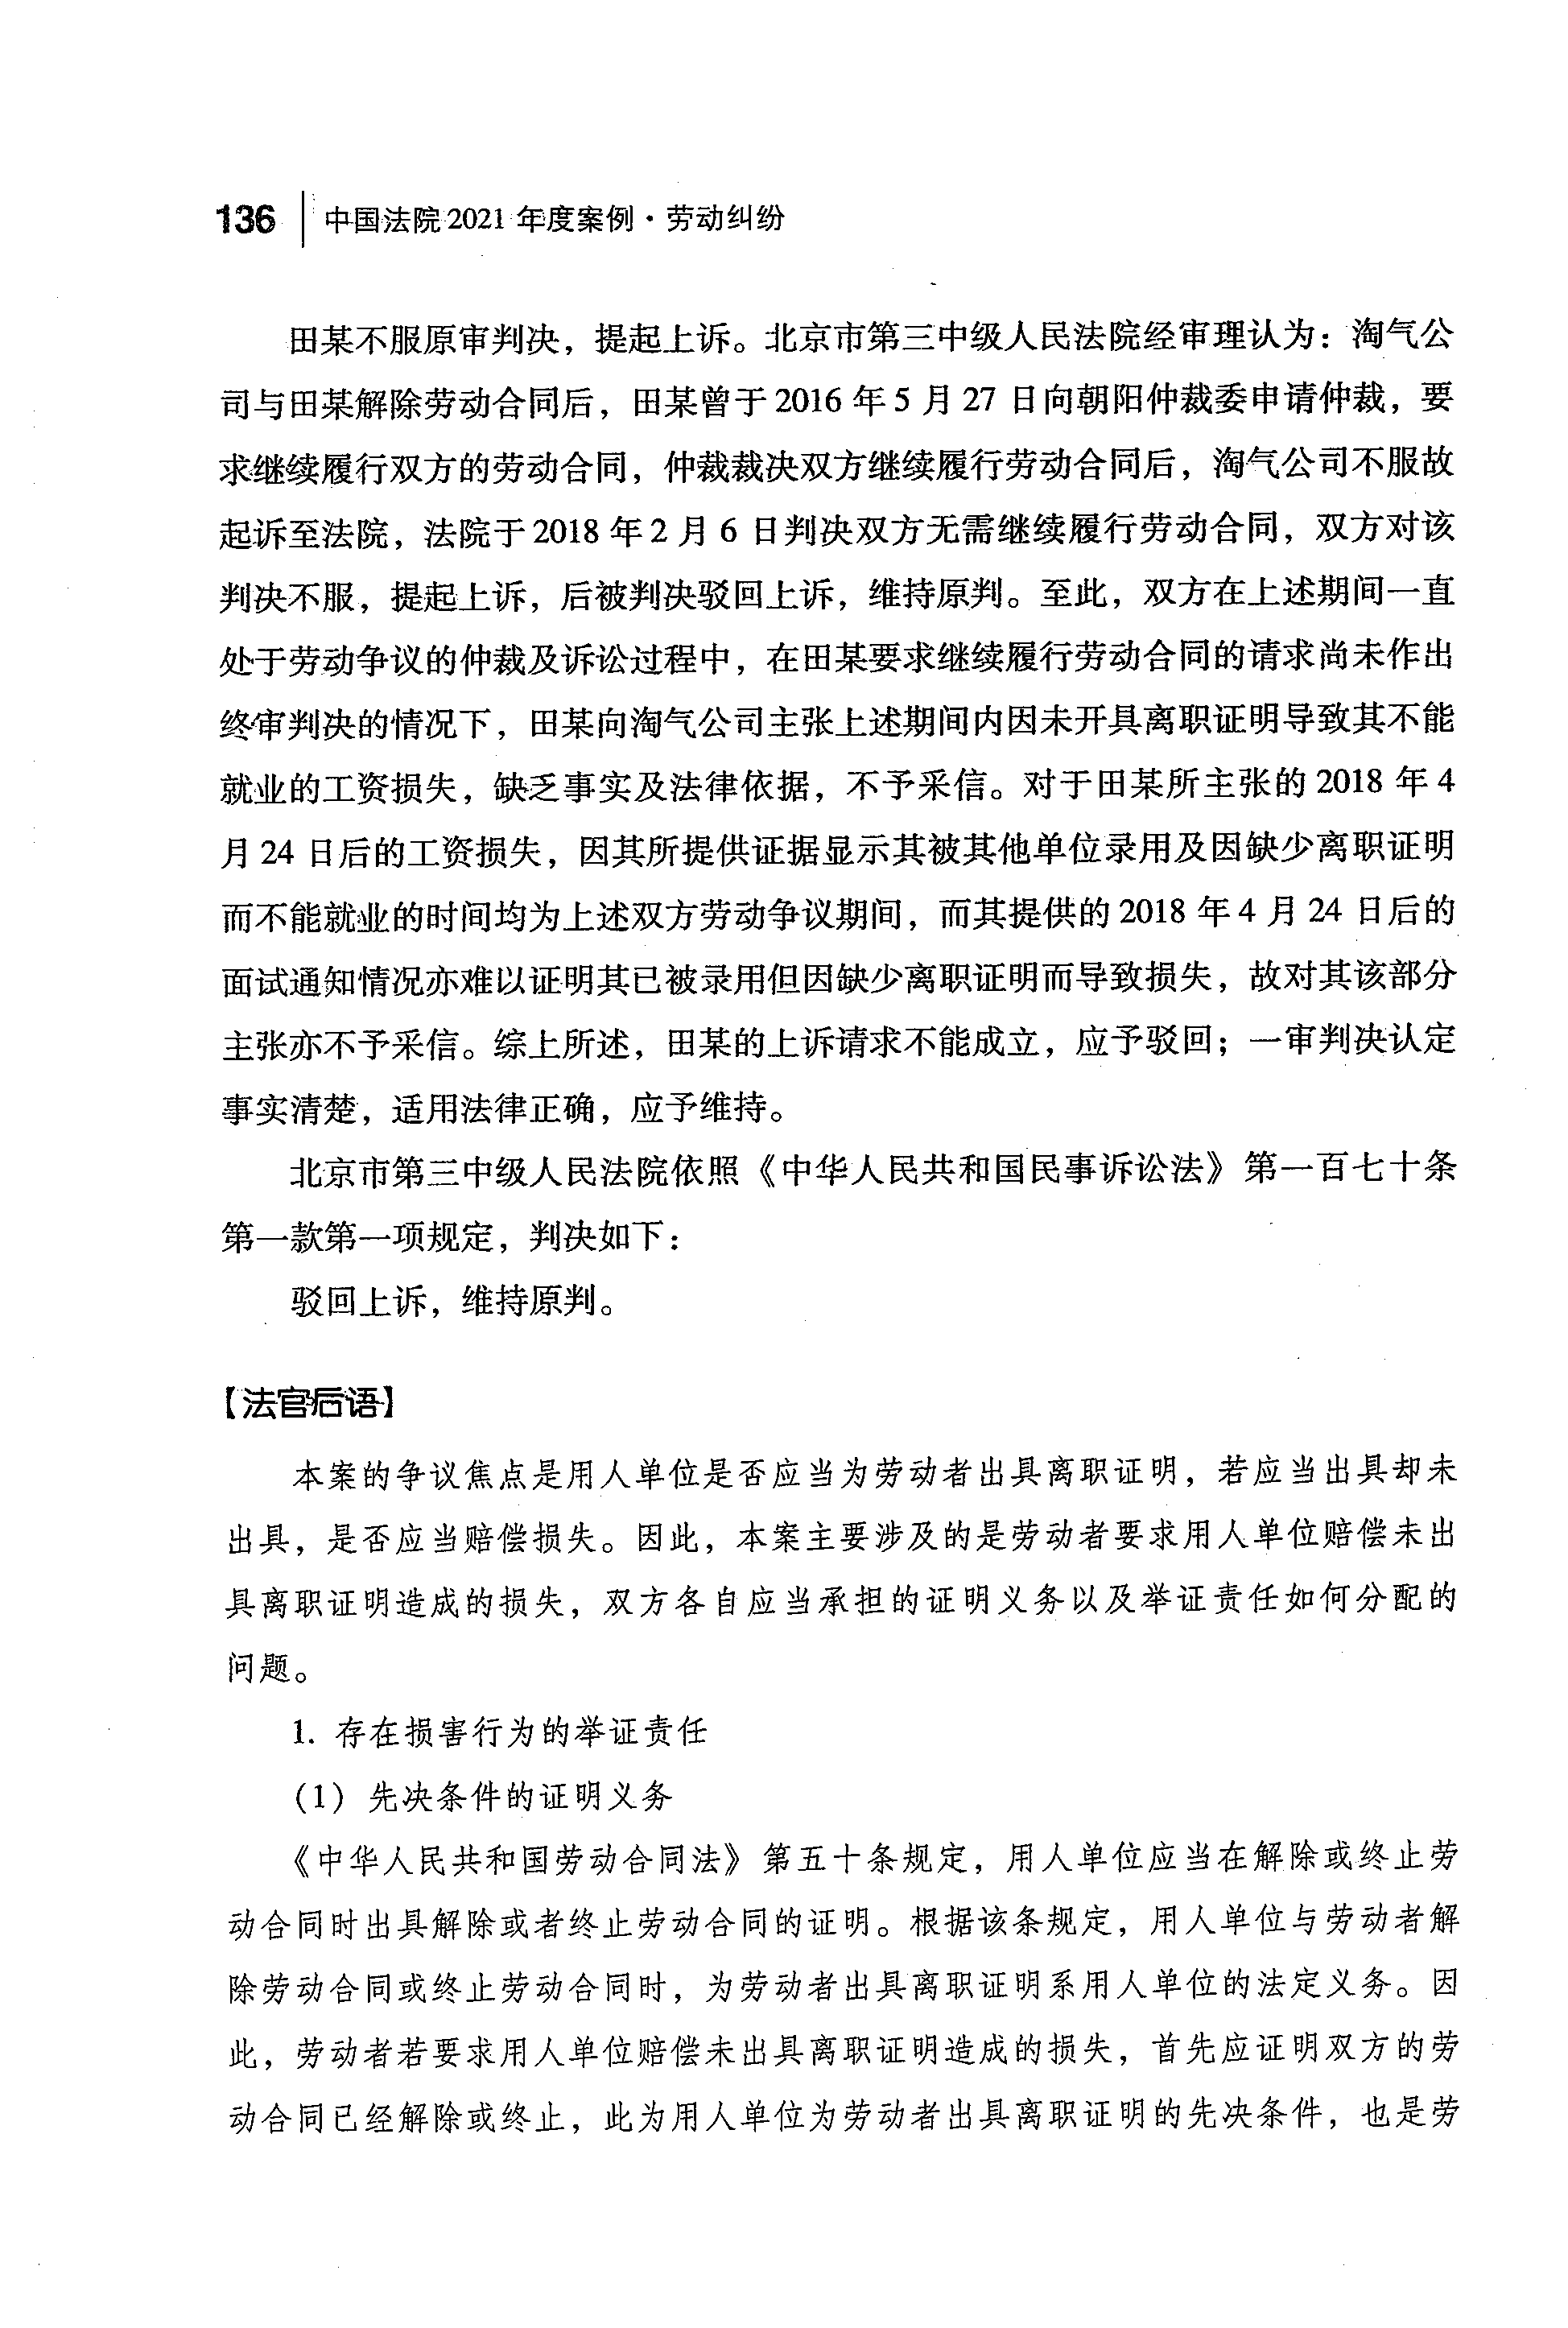 136 中国法院2021年度案例·劳动纠纷
田某不服原审判决，提起上诉。北京市第三中级人民法院经审理认为：淘气公
司与田某解除劳动合同后，田某曾于2016年5月27日向朝阳仲裁委申请仲裁，要
求继续履行双方的劳动合同，仲裁裁决双方继续履行劳动合同后，淘气公司不服故
起诉至法院，法院于2018年2月6日判决双方无需继续履行劳动合同，双方对该
判决不服，提起上诉，后被判决驳回上诉，维持原判。至此，双方在上述期间一直
处于劳动争议的仲裁及诉讼过程中，在田某要求继续履行劳动合同的请求尚未作出
终审判决的情况下，田某向淘气公司主张上述期间内因未开具离职证明导致其不能
就业的工资损失，缺乏事实及法律依据，不予采信。对于田某所主张的2018年4
月24日后的工资损失，因其所提供证据显示其被其他单位录用及因缺少离职证明
而不能就业的时间均为上述双方劳动争议期间，而其提供的2018年4月24日后的
面试通知情况亦难以证明其已被录用但因缺少离职证明而导致损失，故对其该部分
主张亦不予采信。综上所述，田某的上诉请求不能成立，应予驳回；一审判决认定
事实清楚，适用法律正确，应予维持。
北京市第三中级人民法院依照《中华人民共和国民事诉讼法》第一百七十条
第一款第一项规定，判决如下：
驳回上诉，维持原判。
【法官后语】
本案的争议焦点是用人单位是否应当为劳动者出具离职证明，若应当出具却未
出具，是否应当赔偿损失。因此，本案主要涉及的是劳动者要求用人单位赔偿未出
具离职证明造成的损失，双方各自应当承担的证明义务以及举证责任如何分配的
问题。
1. 存在损害行为的举证责任
(1) 先决条件的证明义务
《中华人民共和国劳动合同法》第五十条规定，用人单位应当在解除或终止劳
动合同时出具解除或者终止劳动合同的证明。根据该条规定，用人单位与劳动者解
除劳动合同或终止劳动合同时，为劳动者出具离职证明系用人单位的法定义务。因
此，劳动者若要求用人单位赔偿未出具离职证明造成的损失，首先应证明双方的劳
动合同已经解除或终止，此为用人单位为劳动者出具离职证明的先决条件，也是劳